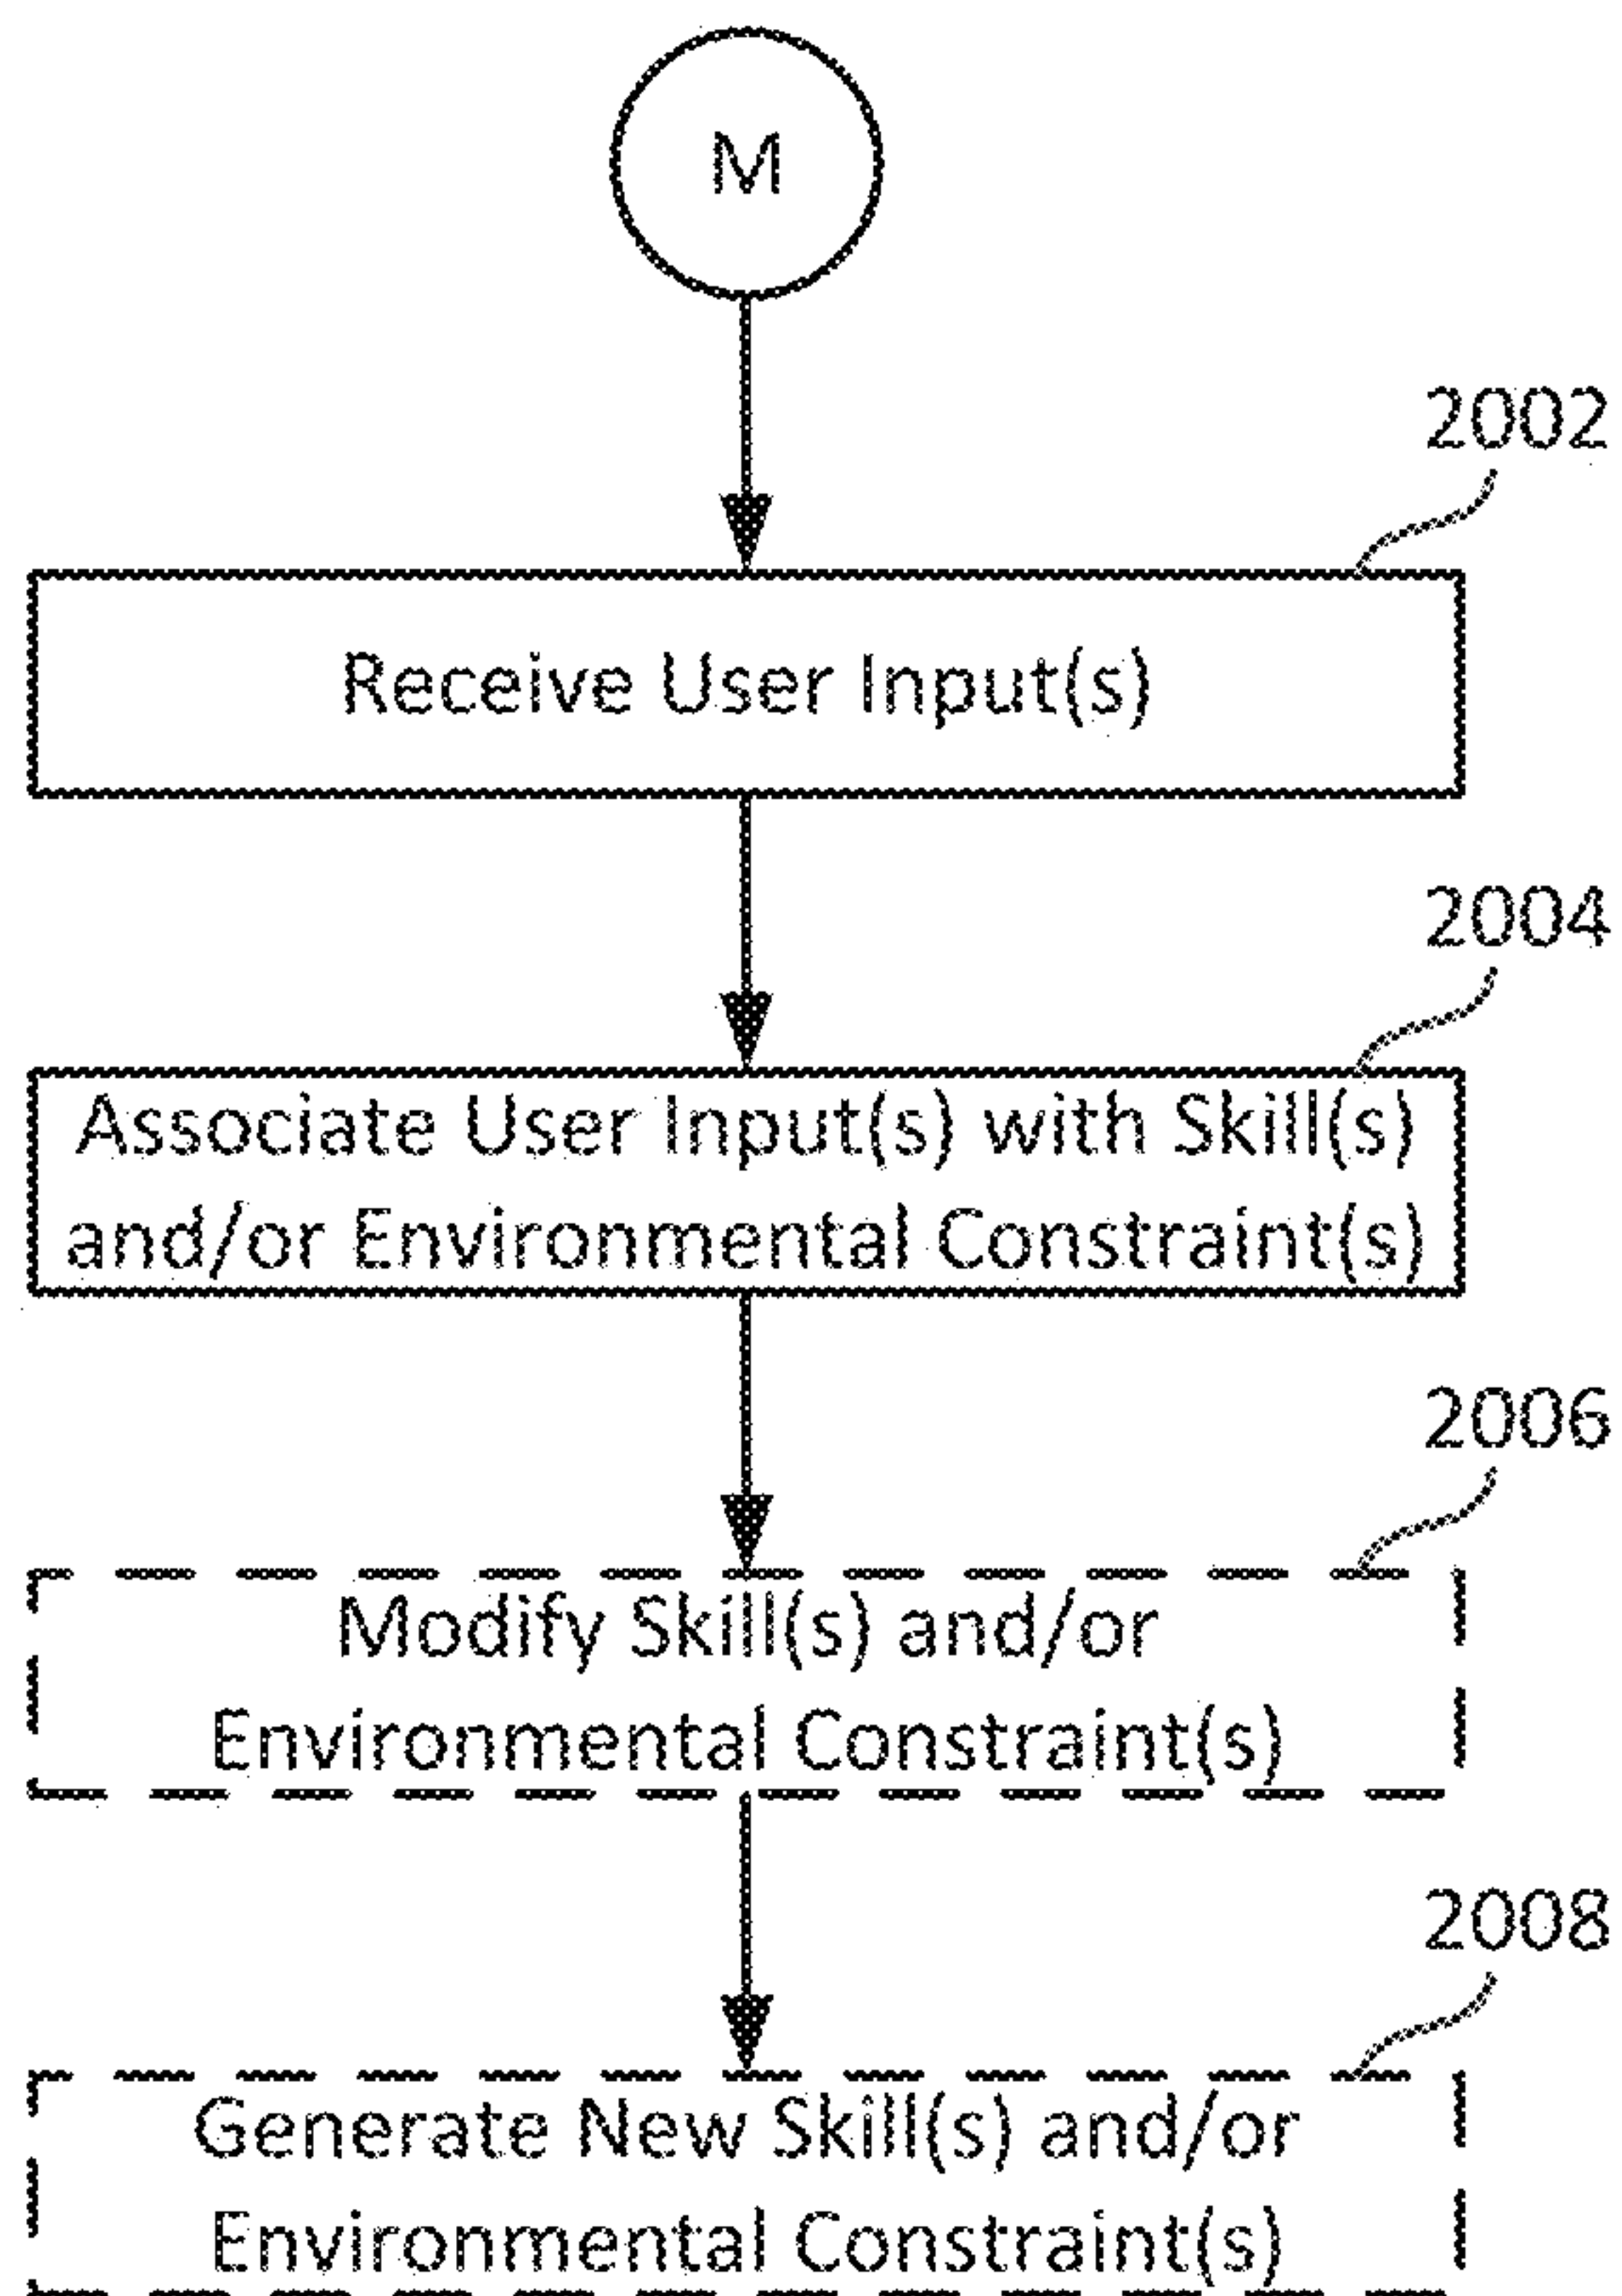 M
2002
Receive User Input(s)
2004
Associate User Input(s) with Skill(s)
and/or Environmental Constraint(s)
2006
Modify Skill(s) and/or
Environmental Constraint(s)
2008
Generate New Skill(s) and/or
Environmental Constraint(s)